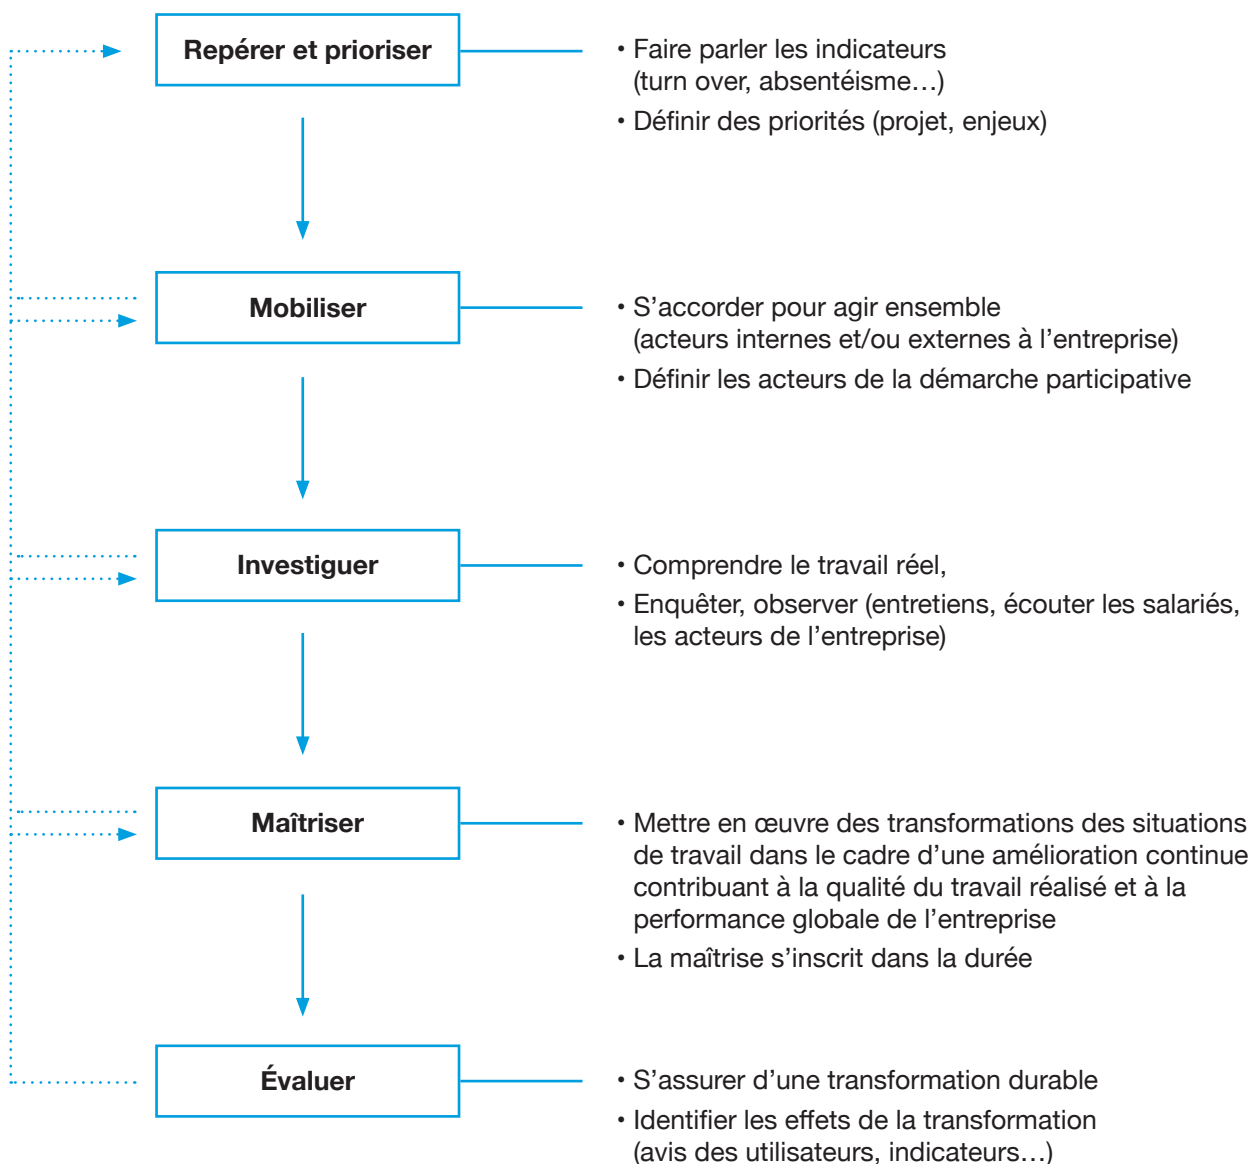 Repérer et prioriser
• Faire parler les indicateurs
(turn over, absentéisme…)
• Définir des priorités (projet, enjeux)
Mobiliser
• S’accorder pour agir ensemble
(acteurs internes et/ou externes à l’entreprise)
• Définir les acteurs de la démarche participative
Investiguer
• Comprendre le travail réel,
• Enquêter, observer (entretiens, écouter les salariés,
les acteurs de l’entreprise)
Maîtriser
• Mettre en œuvre des transformations des situations
de travail dans le cadre d’une amélioration continue
contribuant à la qualité du travail réalisé et à la
performance globale de l’entreprise
• La maîtrise s’inscrit dans la durée
Évaluer
• S’assurer d’une transformation durable
• Identifier les effets de la transformation
(avis des utilisateurs, indicateurs…)